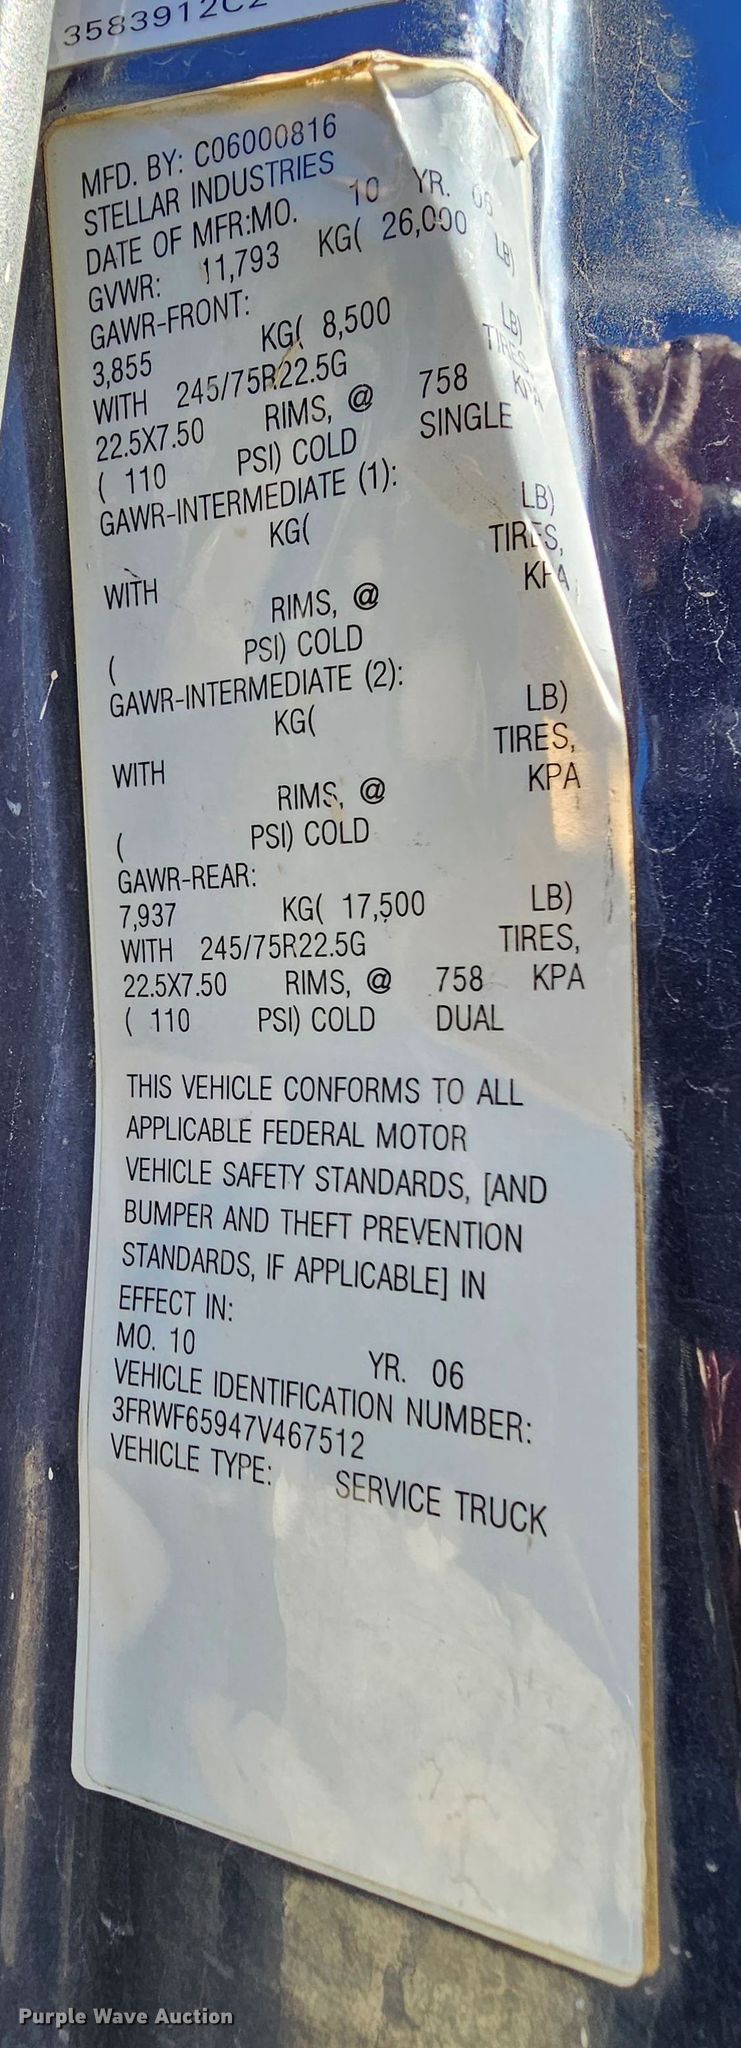 3583912C2
MFD. BY: C06000816
STELLAR INDUSTRIES
DATE OF MFR:MO. 10 YR. 06
GVWR: 11,793 KG( 26,000 LB)
GAWR-FRONT:
3,855 KG( 8,500 LB)
WITH 245/75R22.5G TIRES,
22.5X7.50 RIMS, @ 758 KPA
( 110 PSI) COLD SINGLE
GAWR-INTERMEDIATE (1):
KG( LB)
WITH TIRES,
RIMS, @ KPA
( PSI) COLD
GAWR-INTERMEDIATE (2):
KG( LB)
WITH TIRES,
RIMS, @ KPA
( PSI) COLD
GAWR-REAR:
7,937 KG( 17,500 LB)
WITH 245/75R22.5G TIRES,
22.5X7.50 RIMS, @ 758 KPA
( 110 PSI) COLD DUAL
THIS VEHICLE CONFORMS TO ALL
APPLICABLE FEDERAL MOTOR
VEHICLE SAFETY STANDARDS, [AND
BUMPER AND THEFT PREVENTION
STANDARDS, IF APPLICABLE] IN
EFFECT IN:
MO. 10 YR. 06
VEHICLE IDENTIFICATION NUMBER:
3FRWF65947V467512
VEHICLE TYPE: SERVICE TRUCK
Purple Wave Auction